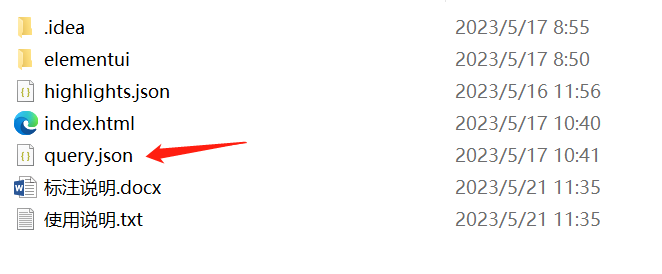 .idea 2023/5/17 8:55
elementui 2023/5/17 8:50
highlights.json 2023/5/16 11:56
index.html 2023/5/17 10:40
query.json 2023/5/17 10:41
标注说明.docx 2023/5/21 11:35
使用说明.txt 2023/5/21 11:35